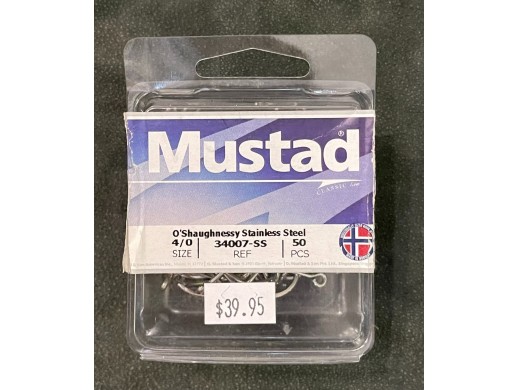 Mustad®
CLASSIC
O'Shaughnessy Stainless Steel
4/0 34007-SS 50
SIZE REF PCS
$39.95